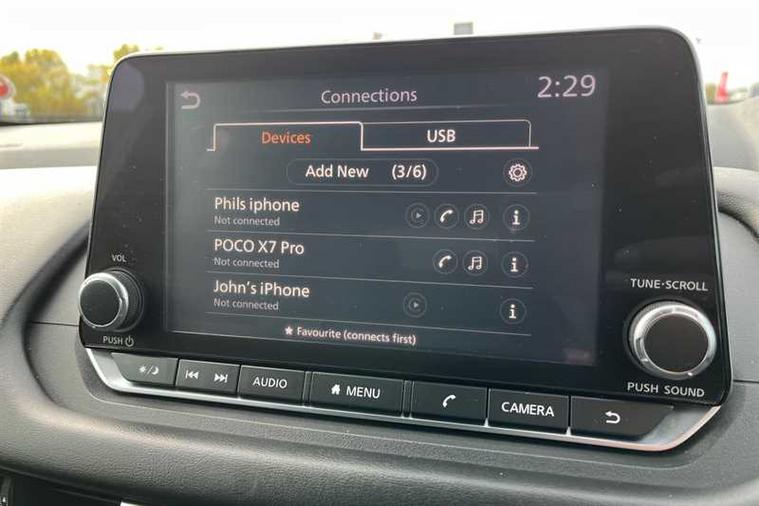 Connections
2:29
Devices
USB
Add New (3/6)
Phils iphone
Not connected
POCO X7 Pro
Not connected
John's iPhone
Not connected
★ Favourite (connects first)
VOL
PUSH
TUNE·SCROLL
PUSH SOUND
AUDIO
MENU
CAMERA